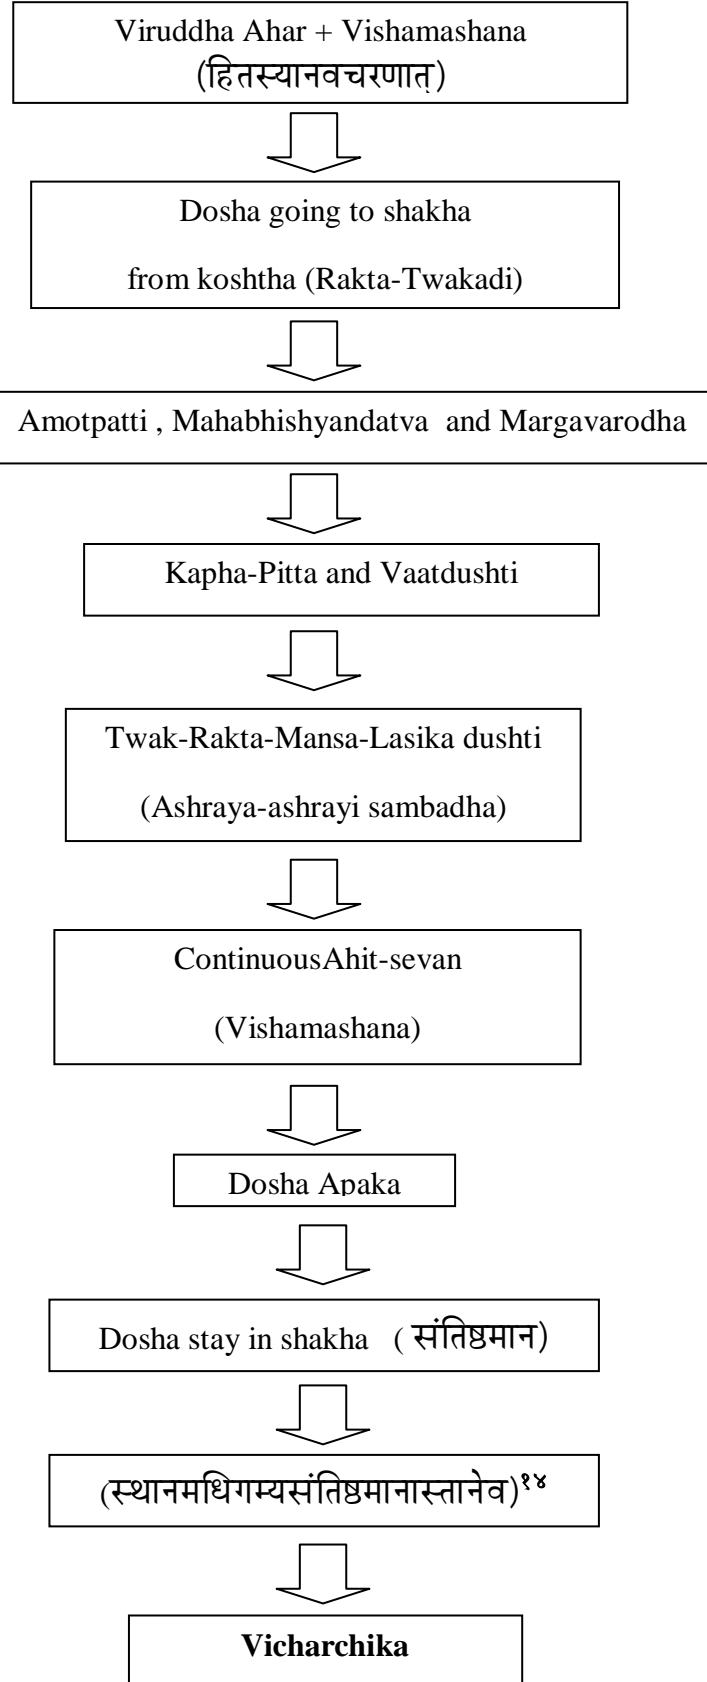 Viruddha Ahar + Vishamashana
(हितस्यानवचरणात्)
Dosha going to shakha
from koshtha (Rakta-Twakadi)
Amotpatti , Mahabhishyandatva and Margavarodha
Kapha-Pitta and Vaatdushti
Twak-Rakta-Mansa-Lasika dushti
(Ashraya-ashrayi sambadha)
ContinuousAhit-sevan
(Vishamashana)
Dosha Apaka
Dosha stay in shakha ( संतिष्ठमान)
(स्थानमधिगम्यसंतिष्ठमानास्तानेव)१४
Vicharchika